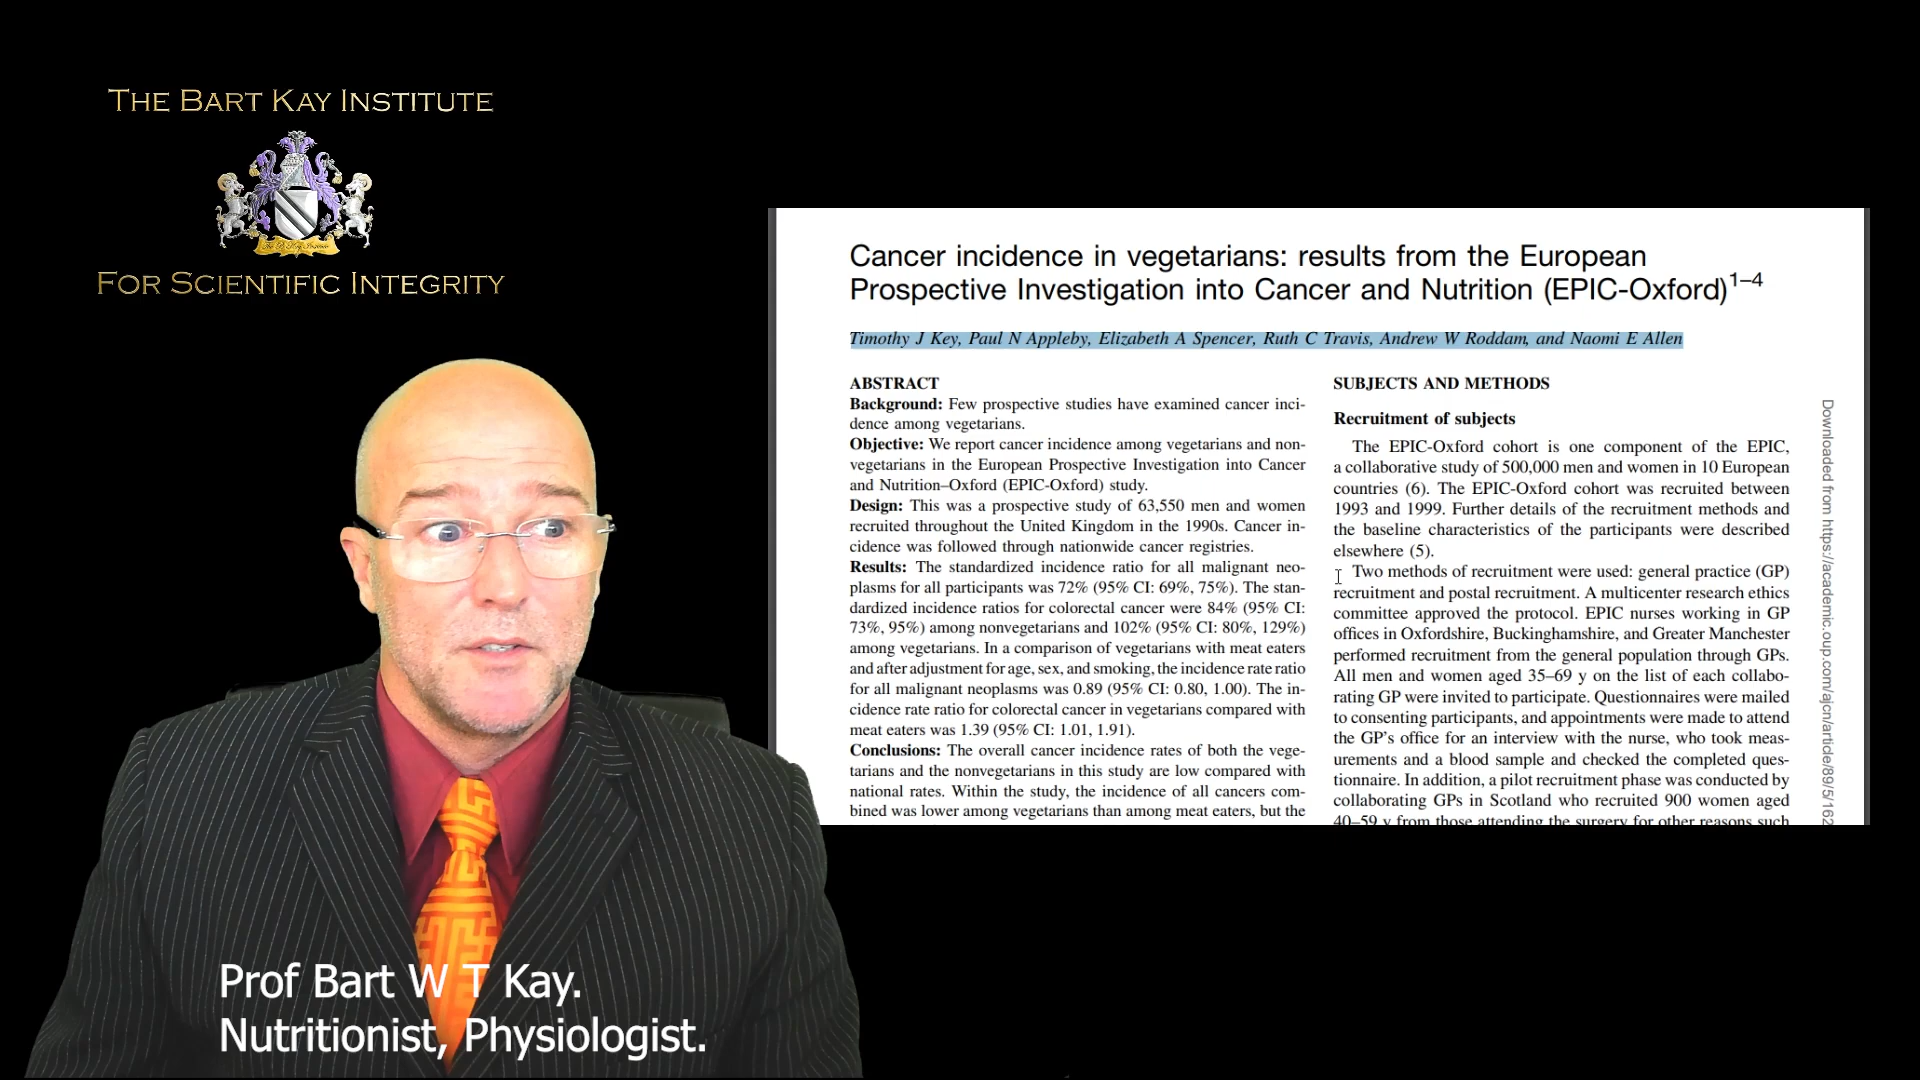 THE BART KAY INSTITUTE
FOR SCIENTIFIC INTEGRITY
Prof Bart W T Kay.
Nutritionist, Physiologist.
Cancer incidence in vegetarians: results from the European
Prospective Investigation into Cancer and Nutrition (EPIC-Oxford)1–4
Timothy J Key, Paul N Appleby, Elizabeth A Spencer, Ruth C Travis, Andrew W Roddam, and Naomi E Allen
ABSTRACT
Background: Few prospective studies have examined cancer inci-
dence among vegetarians.
Objective: We report cancer incidence among vegetarians and non-
vegetarians in the European Prospective Investigation into Cancer
and Nutrition–Oxford (EPIC-Oxford) study.
Design: This was a prospective study of 63,550 men and women
recruited throughout the United Kingdom in the 1990s. Cancer in-
cidence was followed through nationwide cancer registries.
Results: The standardized incidence ratio for all malignant neo-
plasms for all participants was 72% (95% CI: 69%, 75%). The stan-
dardized incidence ratios for colorectal cancer were 84% (95% CI:
73%, 95%) among nonvegetarians and 102% (95% CI: 80%, 129%)
among vegetarians. In a comparison of vegetarians with meat eaters
and after adjustment for age, sex, and smoking, the incidence rate ratio
for all malignant neoplasms was 0.89 (95% CI: 0.80, 1.00). The in-
cidence rate ratio for colorectal cancer in vegetarians compared with
meat eaters was 1.39 (95% CI: 1.01, 1.91).
Conclusions: The overall cancer incidence rates of both the vege-
tarians and the nonvegetarians in this study are low compared with
national rates. Within the study, the incidence of all cancers com-
bined was lower among vegetarians than among meat eaters, but the
SUBJECTS AND METHODS
Recruitment of subjects
The EPIC-Oxford cohort is one component of the EPIC,
a collaborative study of 500,000 men and women in 10 European
countries (6). The EPIC-Oxford cohort was recruited between
1993 and 1999. Further details of the recruitment methods and
the baseline characteristics of the participants were described
elsewhere (5).
Two methods of recruitment were used: general practice (GP)
recruitment and postal recruitment. A multicenter research ethics
committee approved the protocol. EPIC nurses working in GP
offices in Oxfordshire, Buckinghamshire, and Greater Manchester
performed recruitment from the general population through GPs.
All men and women aged 35–69 y on the list of each collabo-
rating GP were invited to participate. Questionnaires were mailed
to consenting participants, and appointments were made to attend
the GP's office for an interview with the nurse, who took meas-
urements and a blood sample and checked the completed ques-
tionnaire. In addition, a pilot recruitment phase was conducted by
collaborating GPs in Scotland who recruited 900 women aged
40–59 y from those attending the surgery for other reasons such
Downloaded from https://academic.oup.com/ajcn/article/89/5/162